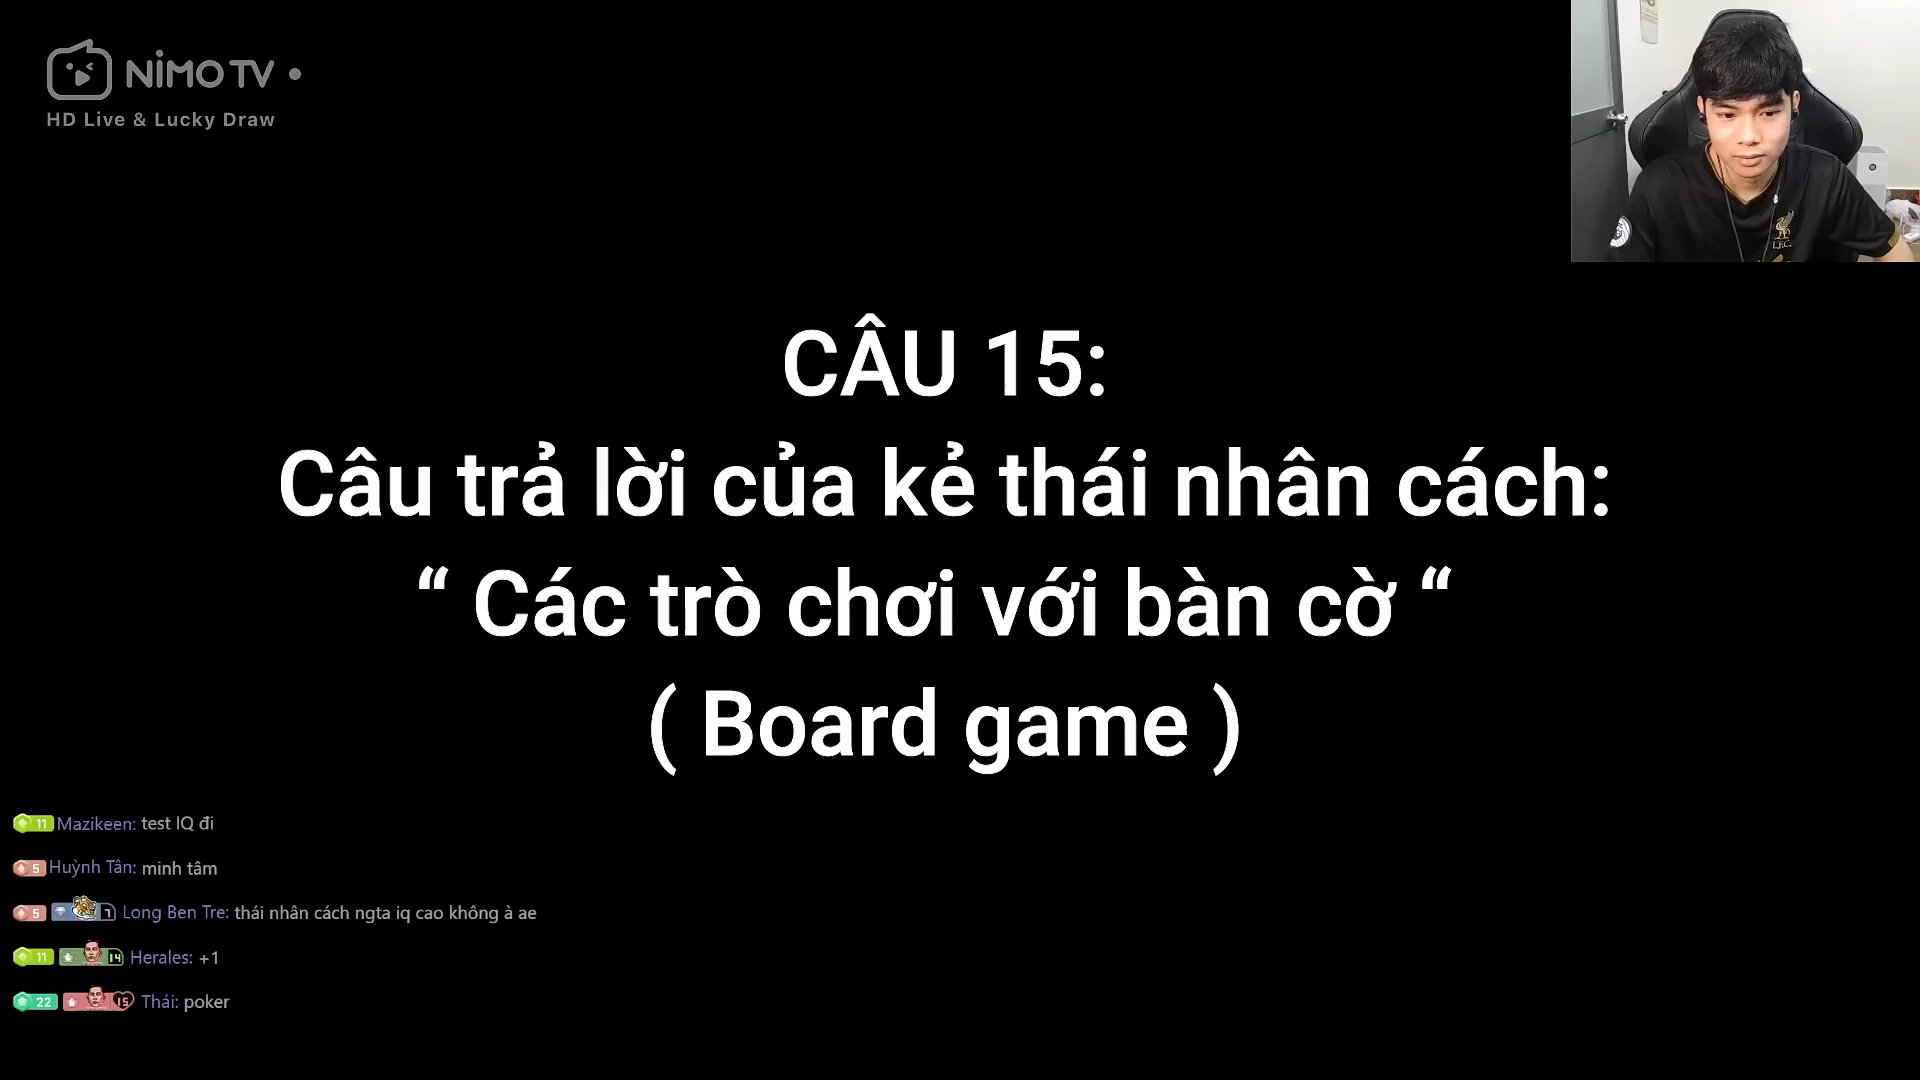 NIMO TV
HD Live & Lucky Draw
L.F.C.
CÂU 15:
Câu trả lời của kẻ thái nhân cách:
“ Các trò chơi với bàn cờ “
( Board game )
11 Mazikeen: test IQ đi
5 Huỳnh Tân: minh tâm
5 7 Long Ben Tre: thái nhân cách ngta iq cao không à ae
11 14 Herales: +1
22 15 Thái: poker